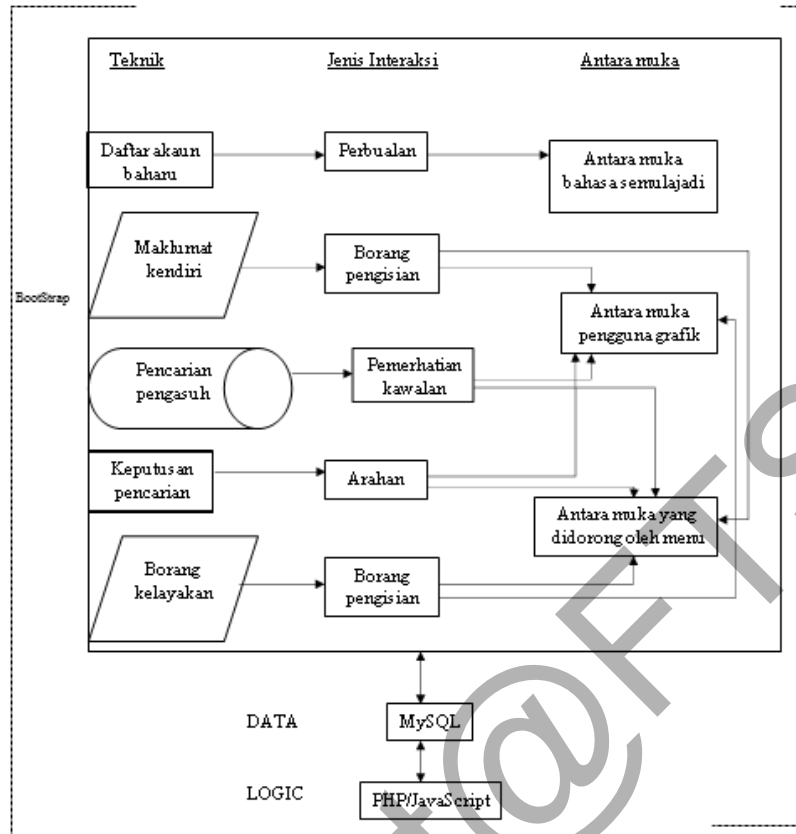 Teknik
Jenis Interaksi
Antara muka
Daftar akaun
baharu
Perbualan
Antara muka
bahasa semulajadi
Maklumat
kendiri
Borang
pengisian
BootStrap
Antara muka
pengguna grafik
Pencarian
pengasuh
Pemerhatian
kawalan
Keputusan
pencarian
Arahan
Antara muka yang
didorong oleh menu
Borang
kelayakan
Borang
pengisian
DATA
MySQL
LOGIC
PHP/JavaScript
t@FTS